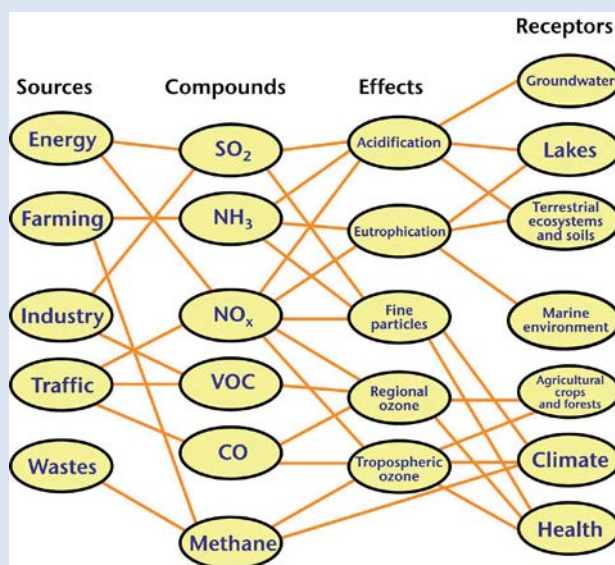 Sources
Energy
Farming
Industry
Traffic
Wastes
Compounds
SO₂
NH₃
NOₓ
VOC
CO
Methane
Effects
Acidification
Eutrophication
Fine
particles
Regional
ozone
Tropospheric
ozone
Receptors
Groundwater
Lakes
Terrestrial
ecosystems
and soils
Marine
environment
Agricultural
crops
and forests
Climate
Health